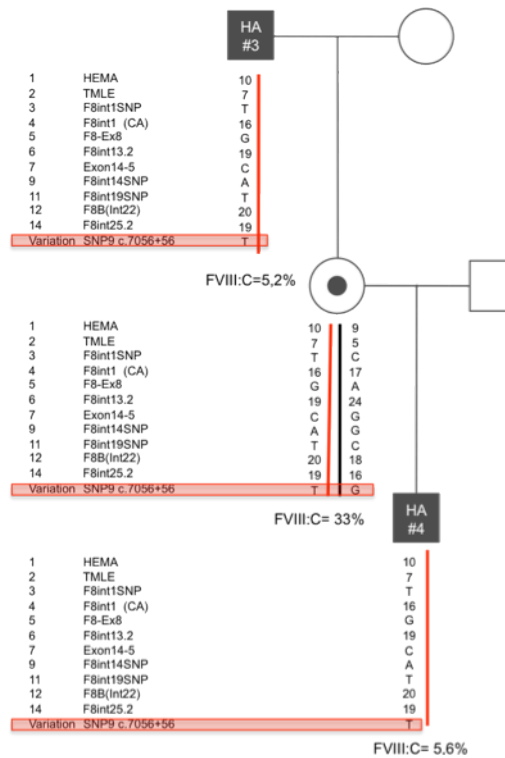 HA
#3
1 HEMA 10
2 TMLE 7
3 F8int1SNP T
4 F8int1 (CA) 16
5 F8-Ex8 G
6 F8int13.2 19
7 Exon14-5 C
9 F8int14SNP A
11 F8int19SNP T
12 F8B(Int22) 20
14 F8int25.2 19
Variation SNP9 c.7056+56 T
FVIII:C=5,2%
1 HEMA 10 9
2 TMLE 7 5
3 F8int1SNP T C
4 F8int1 (CA) 16 17
5 F8-Ex8 G A
6 F8int13.2 19 24
7 Exon14-5 C G
9 F8int14SNP A G
11 F8int19SNP T C
12 F8B(Int22) 20 18
14 F8int25.2 19 16
Variation SNP9 c.7056+56 T G
FVIII:C= 33%
HA
#4
1 HEMA 10
2 TMLE 7
3 F8int1SNP T
4 F8int1 (CA) 16
5 F8-Ex8 G
6 F8int13.2 19
7 Exon14-5 C
9 F8int14SNP A
11 F8int19SNP T
12 F8B(Int22) 20
14 F8int25.2 19
Variation SNP9 c.7056+56 T
FVIII:C= 5,6%